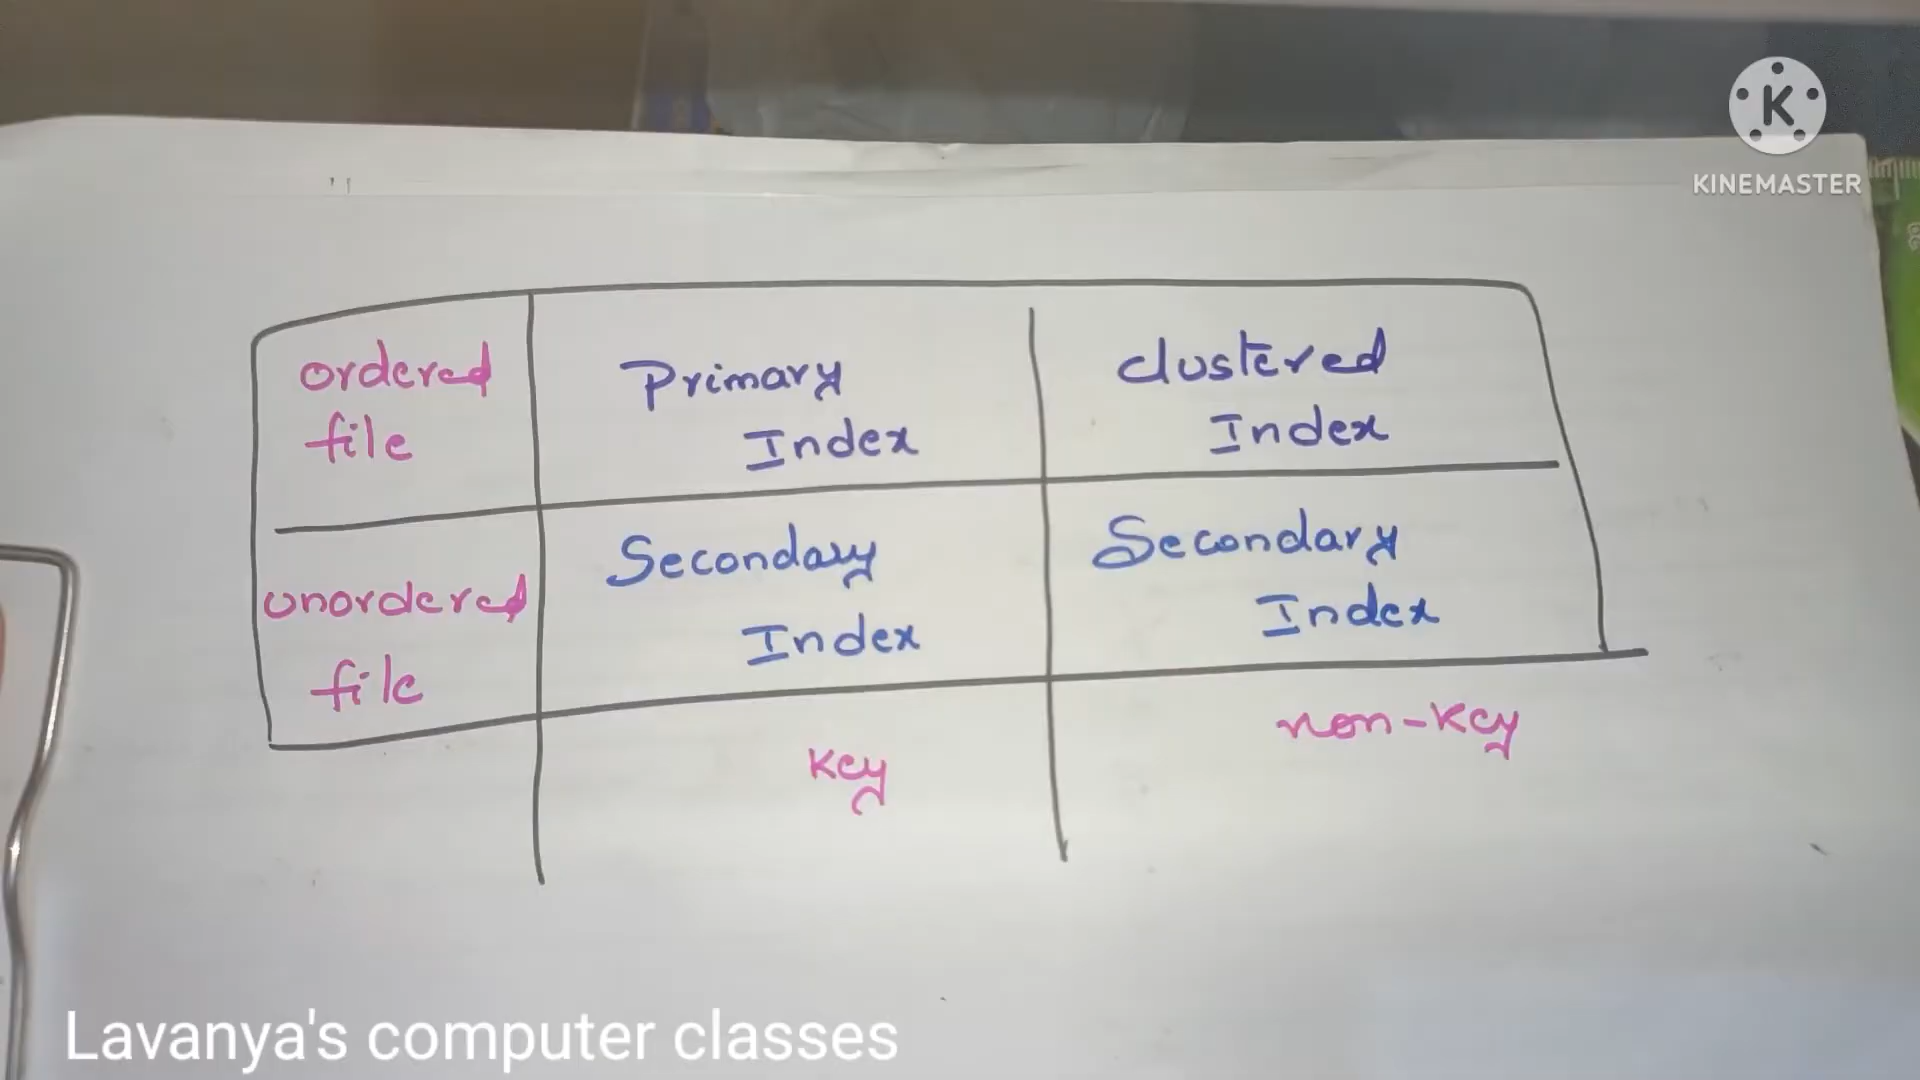 K
KINEMASTER
ordered
file
Primary
Index
clustered
Index
unordered
file
Secondary
Index
Secondary
Index
Key
non-key
Lavanya's computer classes